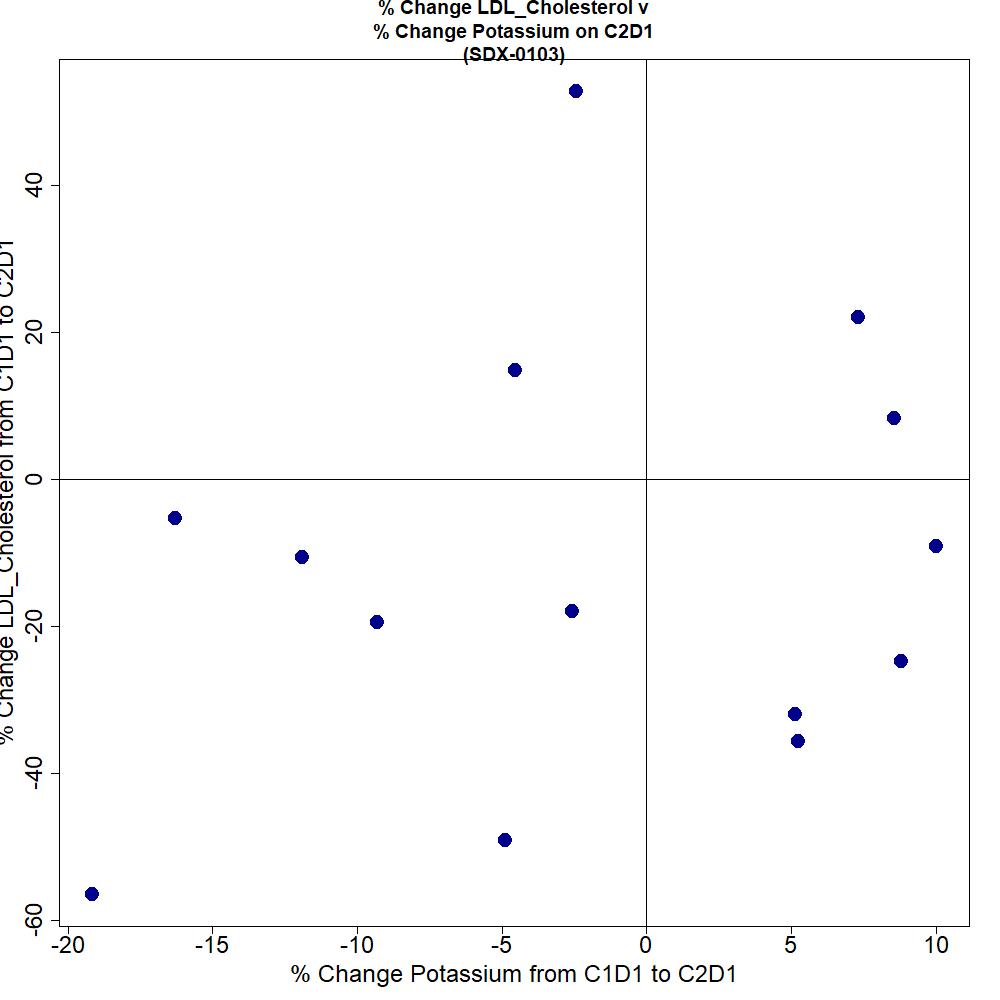 % Change LDL_Cholesterol v
% Change Potassium on C2D1
(SDX-0103)
% Change LDL_Cholesterol from C1D1 to C2D1
40
20
0
-20
-40
-60
-20
-15
-10
-5
0
5
10
% Change Potassium from C1D1 to C2D1